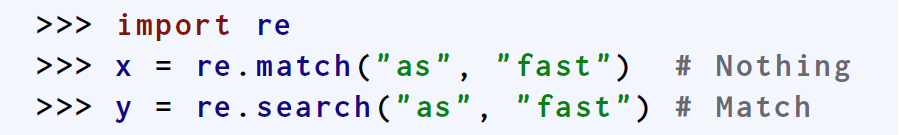 >>> import re
>>> x = re.match("as", "fast")  # Nothing
>>> y = re.search("as", "fast") # Match